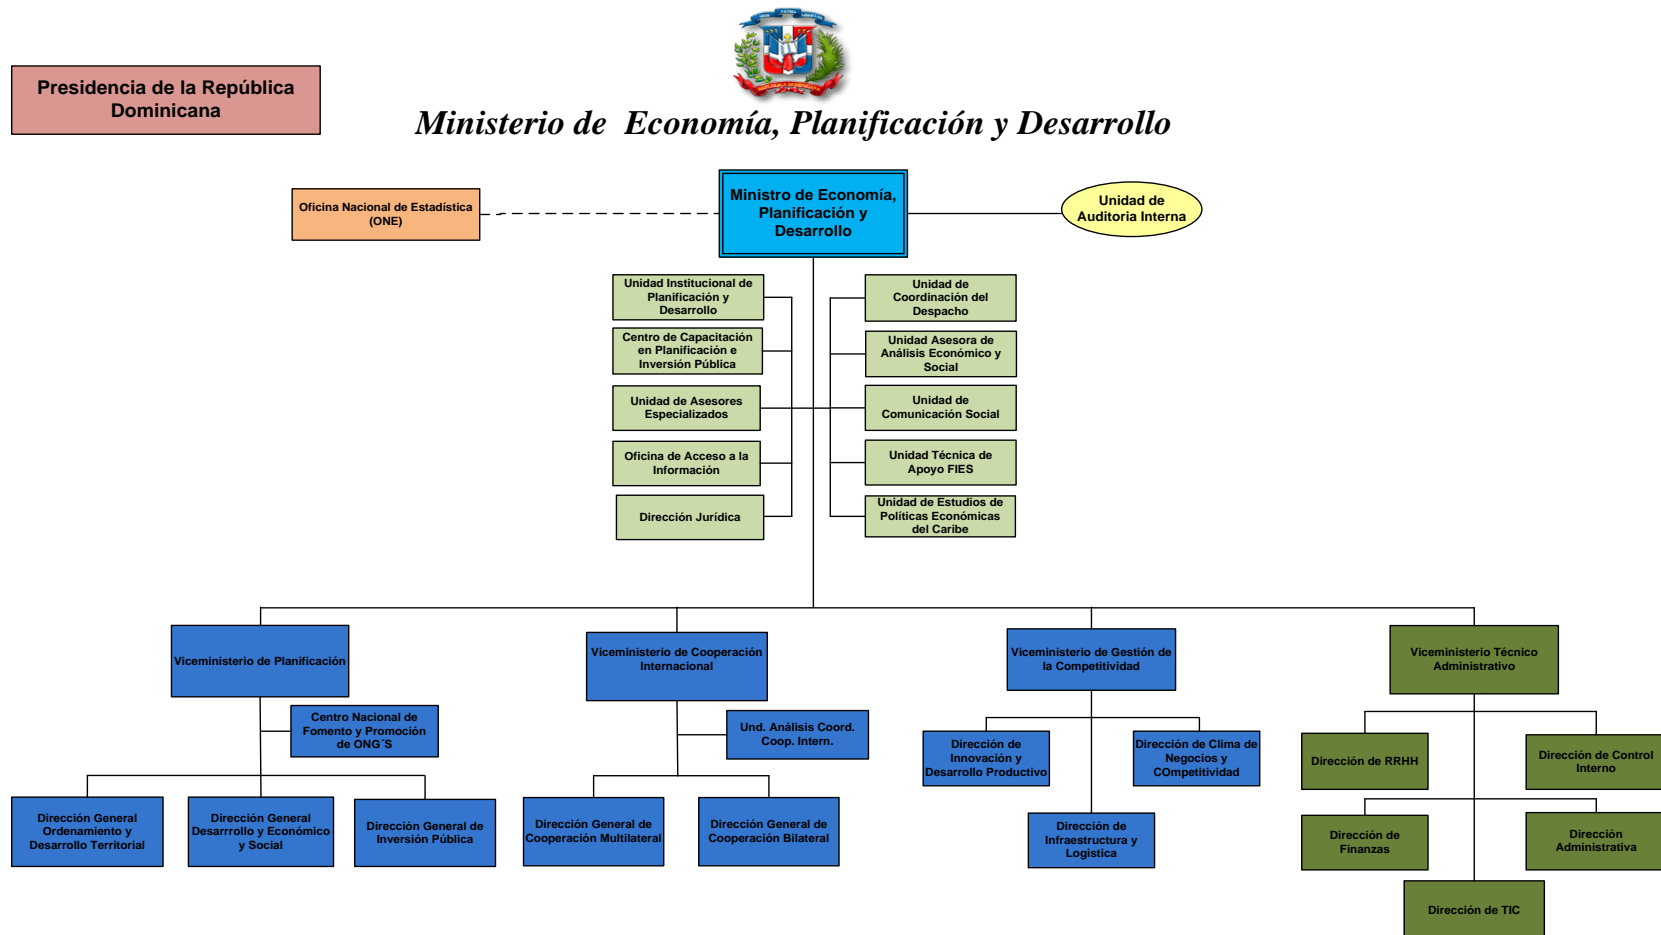 Presidencia de la República
Dominicana
Ministerio de Economía, Planificación y Desarrollo
Oficina Nacional de Estadística
(ONE)
Ministro de Economía,
Planificación y
Desarrollo
Unidad de
Auditoria Interna
Unidad Institucional de
Planificación y
Desarrollo
Unidad de
Coordinación del
Despacho
Centro de Capacitación
en Planificación e
Inversión Pública
Unidad Asesora de
Análisis Económico y
Social
Unidad de Asesores
Especializados
Unidad de
Comunicación Social
Oficina de Acceso a la
Información
Unidad Técnica de
Apoyo FIES
Dirección Jurídica
Unidad de Estudios de
Políticas Económicas
del Caribe
Viceministerio de Planificación
Viceministerio de Cooperación
Internacional
Viceministerio de Gestión de
la Competitividad
Viceministerio Técnico
Administrativo
Centro Nacional de
Fomento y Promoción
de ONG´S
Und. Análisis Coord.
Coop. Intern.
Dirección de
Innovación y
Desarrollo Productivo
Dirección de Clima de
Negocios y
COmpetitividad
Dirección de RRHH
Dirección de Control
Interno
Dirección General
Ordenamiento y
Desarrollo Territorial
Dirección General
Desarrrollo y Económico
y Social
Dirección General de
Inversión Pública
Dirección General de
Cooperación Multilateral
Dirección General de
Cooperación Bilateral
Dirección de
Infraestructura y
Logistica
Dirección de
Finanzas
Dirección
Administrativa
Dirección de TIC